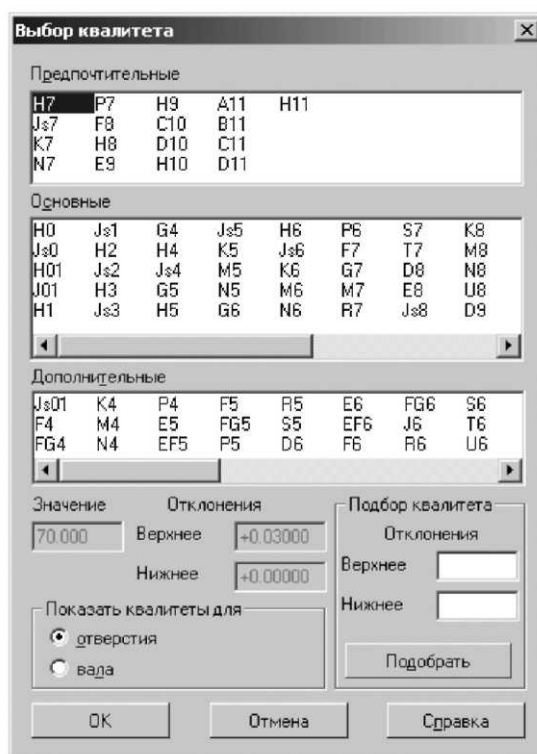 Выбор квалитета
Предпочтительные
H7 P7 H9 A11 H11
Js7 F8 C10 B11
K7 H8 D10 C11
N7 E9 H10 D11
Основные
H0 Js1 G4 Js5 H6 P6 S7 K8
Js0 H2 H4 K5 Js6 F7 T7 M8
H01 Js2 Js4 M5 K6 G7 D8 N8
J01 H3 G5 N5 M6 M7 E8 U8
H1 Js3 H5 G6 N6 R7 Js8 D9
Дополнительные
Js01 K4 P4 F5 R5 E6 FG6 S6
F4 M4 E5 FG5 S5 EF6 J6 T6
FG4 N4 EF5 P5 D6 F6 R6 U6
Значение Отклонения
70.000 Верхнее +0.03000
Нижнее +0.00000
Показать квалитеты для
отверстия
вала
Подбор квалитета
Отклонения
Верхнее
Нижнее
Подобрать
OK Отмена Справка